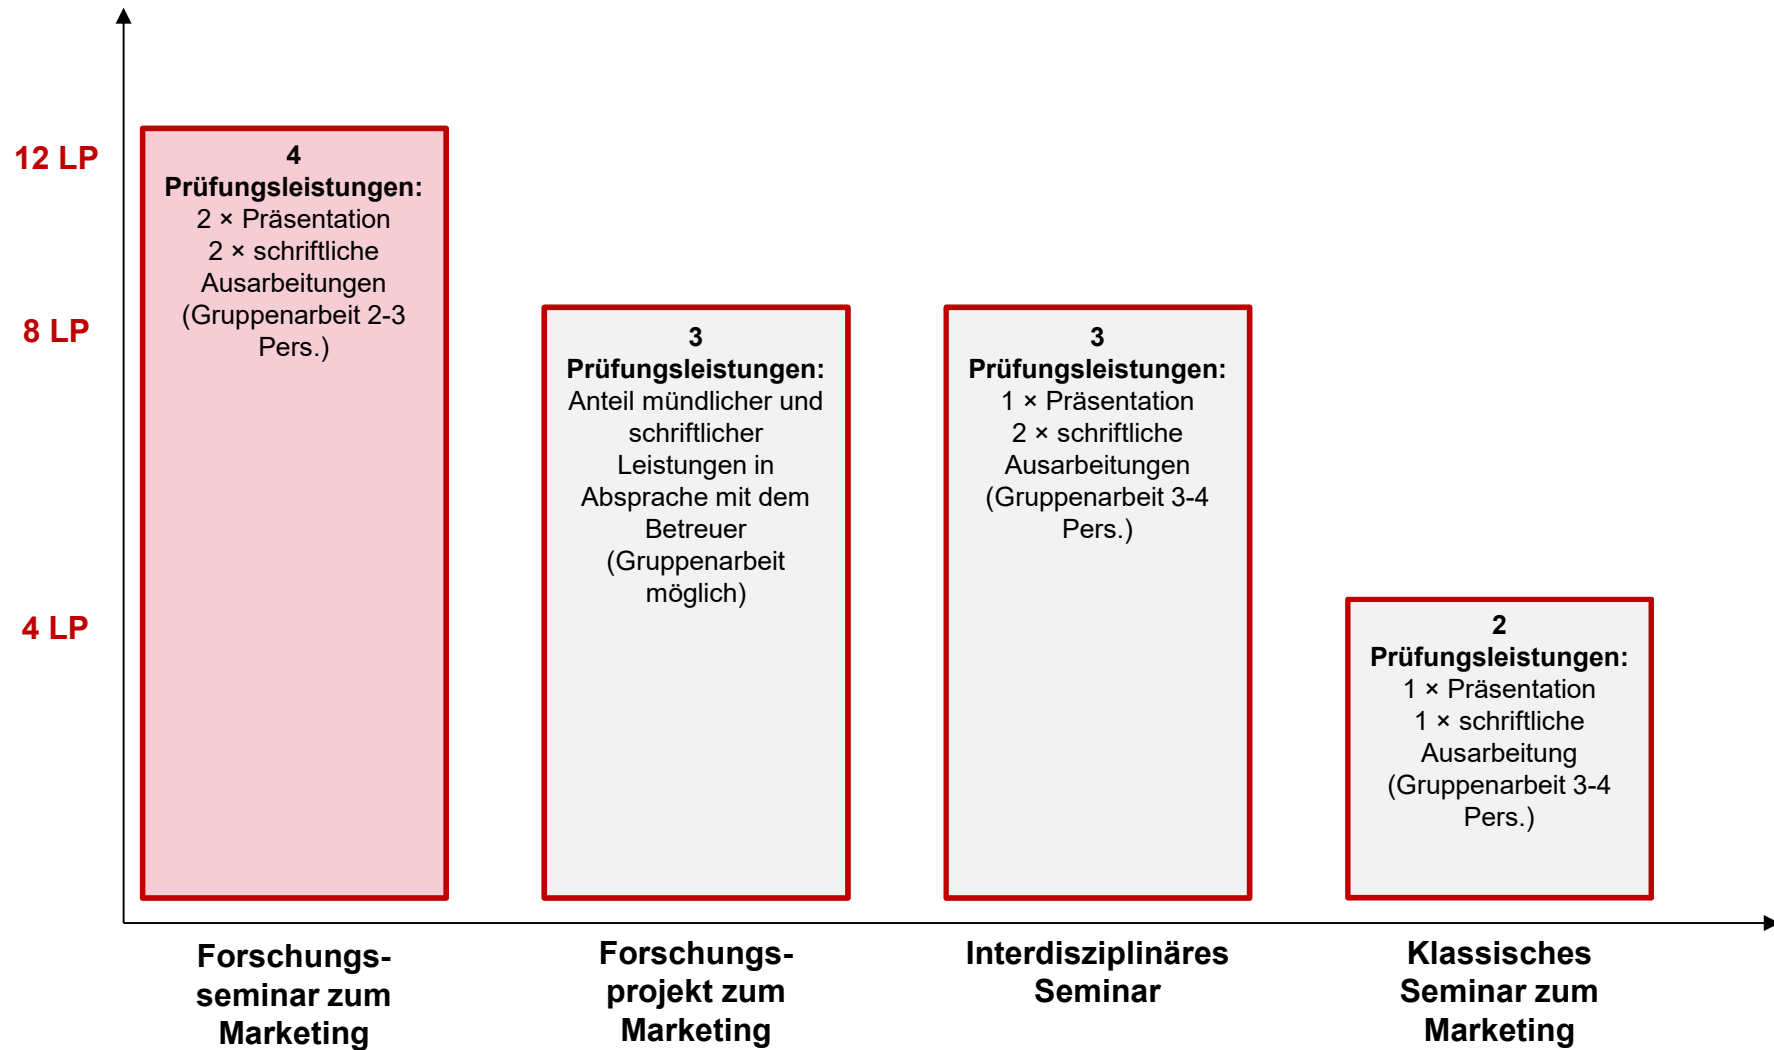 12 LP
8 LP
4 LP
4
Prüfungsleistungen:
2 × Präsentation
2 × schriftliche
Ausarbeitungen
(Gruppenarbeit 2-3
Pers.)
3
Prüfungsleistungen:
Anteil mündlicher und
schriftlicher
Leistungen in
Absprache mit dem
Betreuer
(Gruppenarbeit
möglich)
3
Prüfungsleistungen:
1 × Präsentation
2 × schriftliche
Ausarbeitungen
(Gruppenarbeit 3-4
Pers.)
2
Prüfungsleistungen:
1 × Präsentation
1 × schriftliche
Ausarbeitung
(Gruppenarbeit 3-4
Pers.)
Forschungs-
seminar zum
Marketing
Forschungs-
projekt zum
Marketing
Interdisziplinäres
Seminar
Klassisches
Seminar zum
Marketing